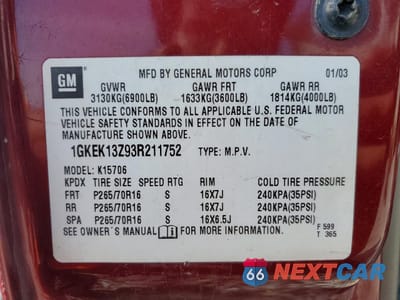 GM
MFD BY GENERAL MOTORS CORP 01/03
GVWR GAWR FRT GAWR RR
3130KG(6900LB) 1633KG(3600LB) 1814KG(4000LB)
THIS VEHICLE CONFORMS TO ALL APPLICABLE U.S. FEDERAL MOTOR
VEHICLE SAFETY STANDARDS IN EFFECT ON THE DATE OF
MANUFACTURE SHOWN ABOVE.
1GKEK13Z93R211752 TYPE: M.P.V.
MODEL: K15706
KPDX TIRE SIZE SPEED RTG RIM COLD TIRE PRESSURE
FRT P265/70R16 S 16X7J 240KPA(35PSI)
RR P265/70R16 S 16X7J 240KPA(35PSI)
SPA P265/70R16 S 16X6.5J 240KPA(35PSI)
SEE OWNER'S MANUAL FOR MORE INFORMATION
F 599
T 365
66 NEXTCAR